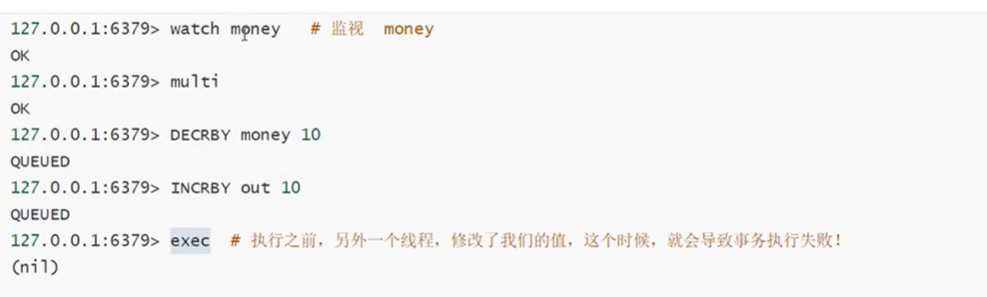 127.0.0.1:6379> watch money # 监视 money
OK
127.0.0.1:6379> multi
OK
127.0.0.1:6379> DECRBY money 10
QUEUED
127.0.0.1:6379> INCRBY out 10
QUEUED
127.0.0.1:6379> exec # 执行之前，另外一个线程，修改了我们的值，这个时候，就会导致事务执行失败！
(nil)